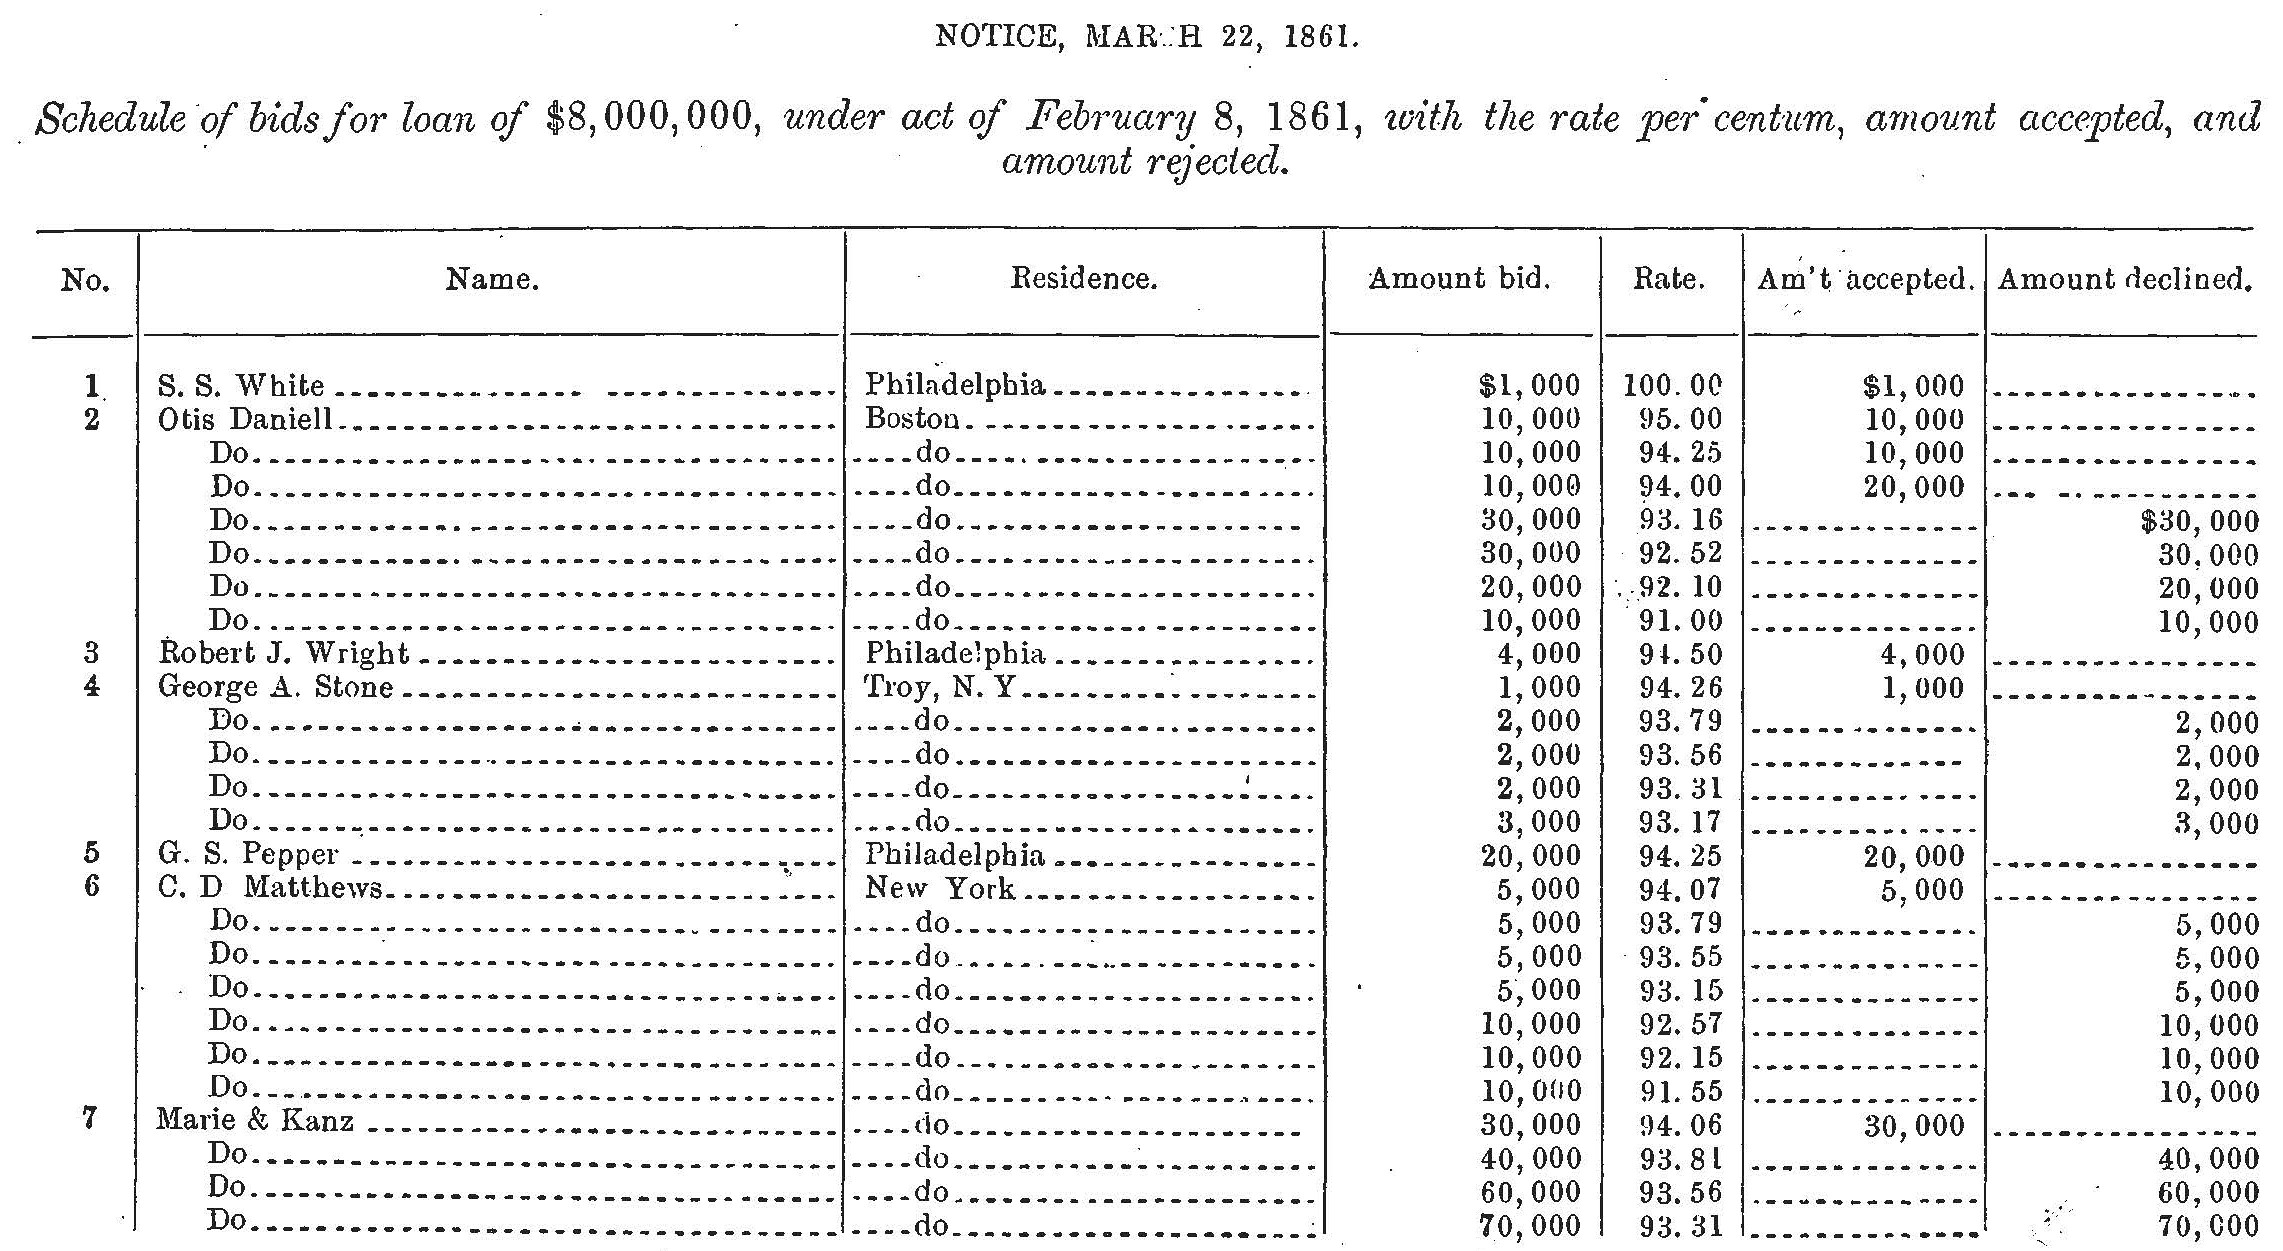 NOTICE, MARCH 22, 1861.
Schedule of bids for loan of $8,000,000, under act of February 8, 1861, with the rate per centum, amount accepted, and
amount rejected.
No. Name. Residence. Amount bid. Rate. Am't accepted. Amount declined.
1 S. S. White Philadelphia $1,000 100.00 $1,000
2 Otis Daniell Boston 10,000 95.00 10,000
Do do 10,000 94.25 10,000
Do do 10,000 94.00 20,000
Do do 30,000 93.16 $30,000
Do do 30,000 92.52 30,000
Do do 20,000 92.10 20,000
Do do 10,000 91.00 10,000
3 Robert J. Wright Philadelphia 4,000 94.50 4,000
4 George A. Stone Troy, N. Y 1,000 94.26 1,000
Do do 2,000 93.79 2,000
Do do 2,000 93.56 2,000
Do do 2,000 93.31 2,000
Do do 3,000 93.17 3,000
5 G. S. Pepper Philadelphia 20,000 94.25 20,000
6 C. D Matthews New York 5,000 94.07 5,000
Do do 5,000 93.79 5,000
Do do 5,000 93.55 5,000
Do do 5,000 93.15 5,000
Do do 10,000 92.57 10,000
Do do 10,000 92.15 10,000
Do do 10,000 91.55 10,000
7 Marie & Kanz do 30,000 94.06 30,000
Do do 40,000 93.81 40,000
Do do 60,000 93.56 60,000
Do do 70,000 93.31 70,000